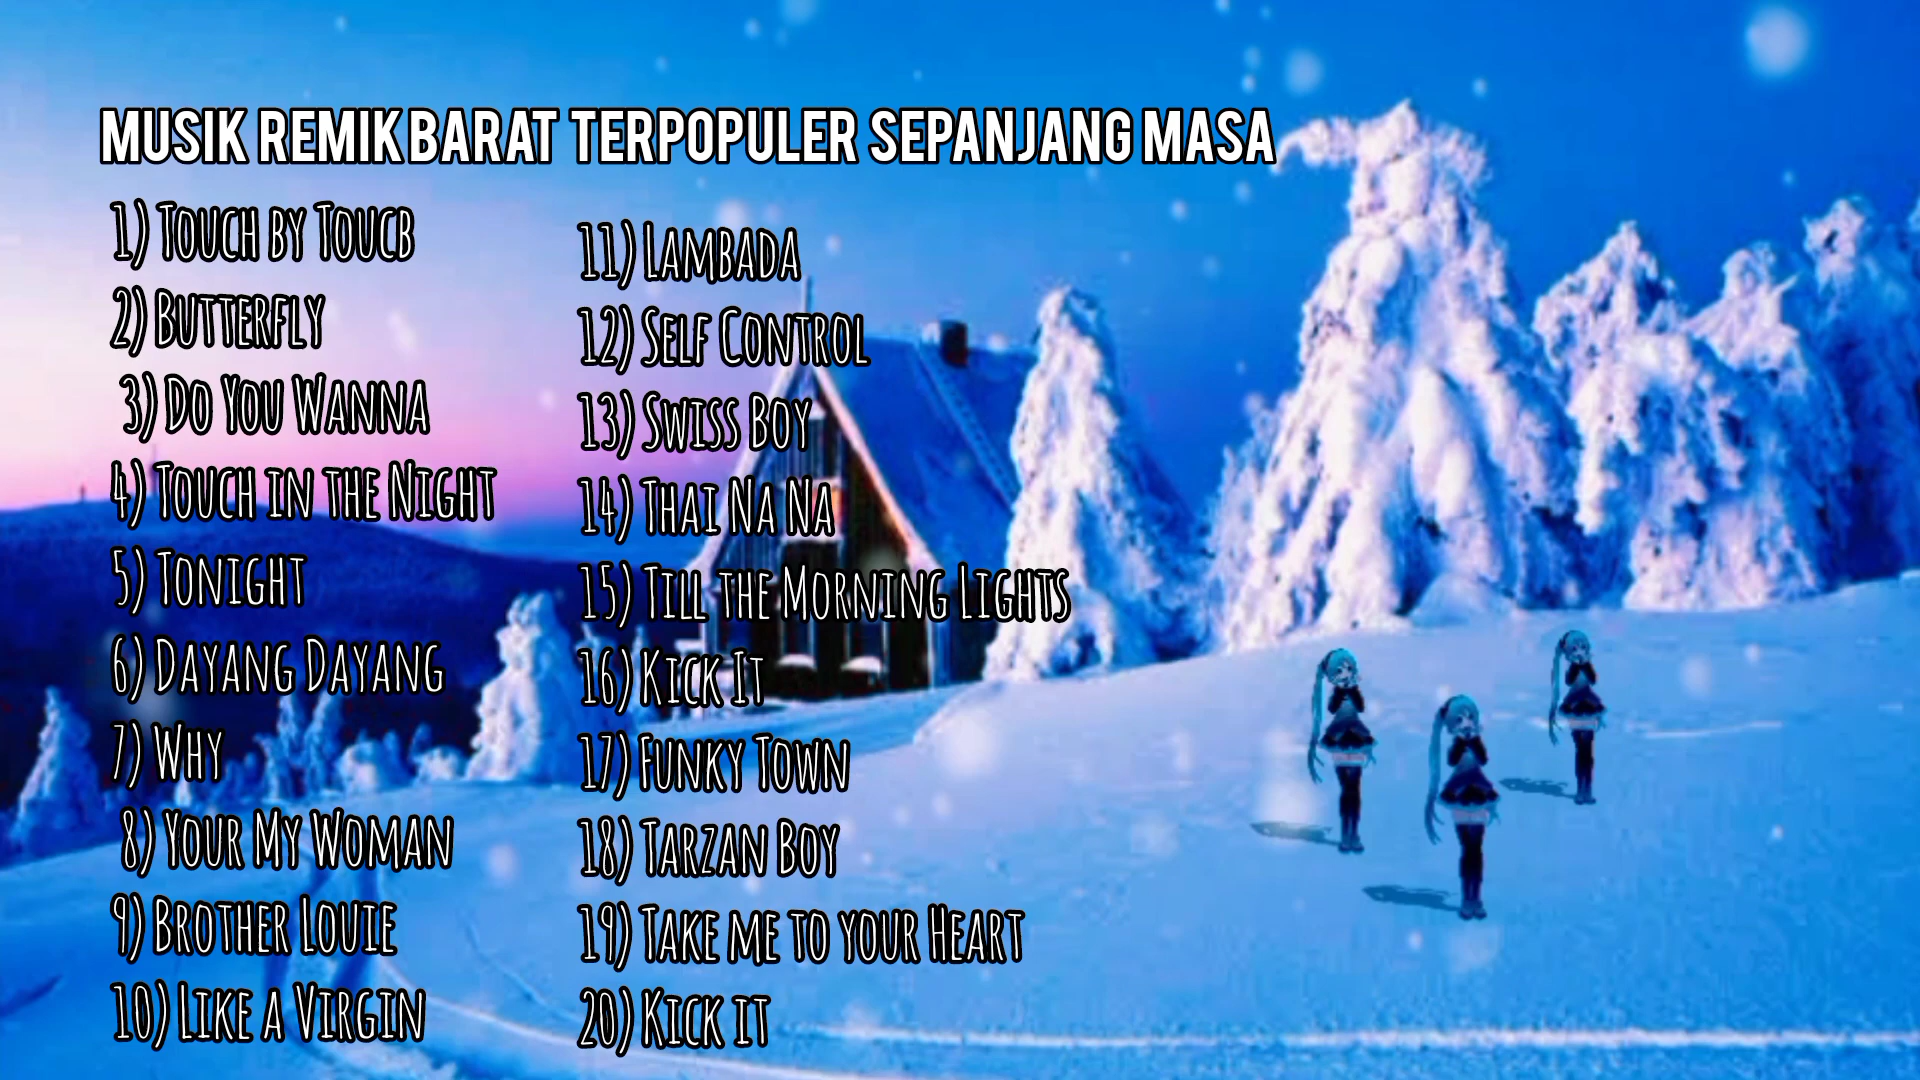 MUSIK REMIK BARAT TERPOPULER SEPANJANG MASA
1) Touch by Toucb
2) Butterfly
3) Do You Wanna
4) Touch in the Night
5) Tonight
6) Dayang Dayang
7) Why
8) Your My Woman
9) Brother Louie
10) Like a Virgin
11) Lambada
12) Self Control
13) Swiss Boy
14) Thai Na Na
15) Till the Morning Lights
16) Kick It
17) Funky Town
18) Tarzan Boy
19) Take me to your Heart
20) Kick it